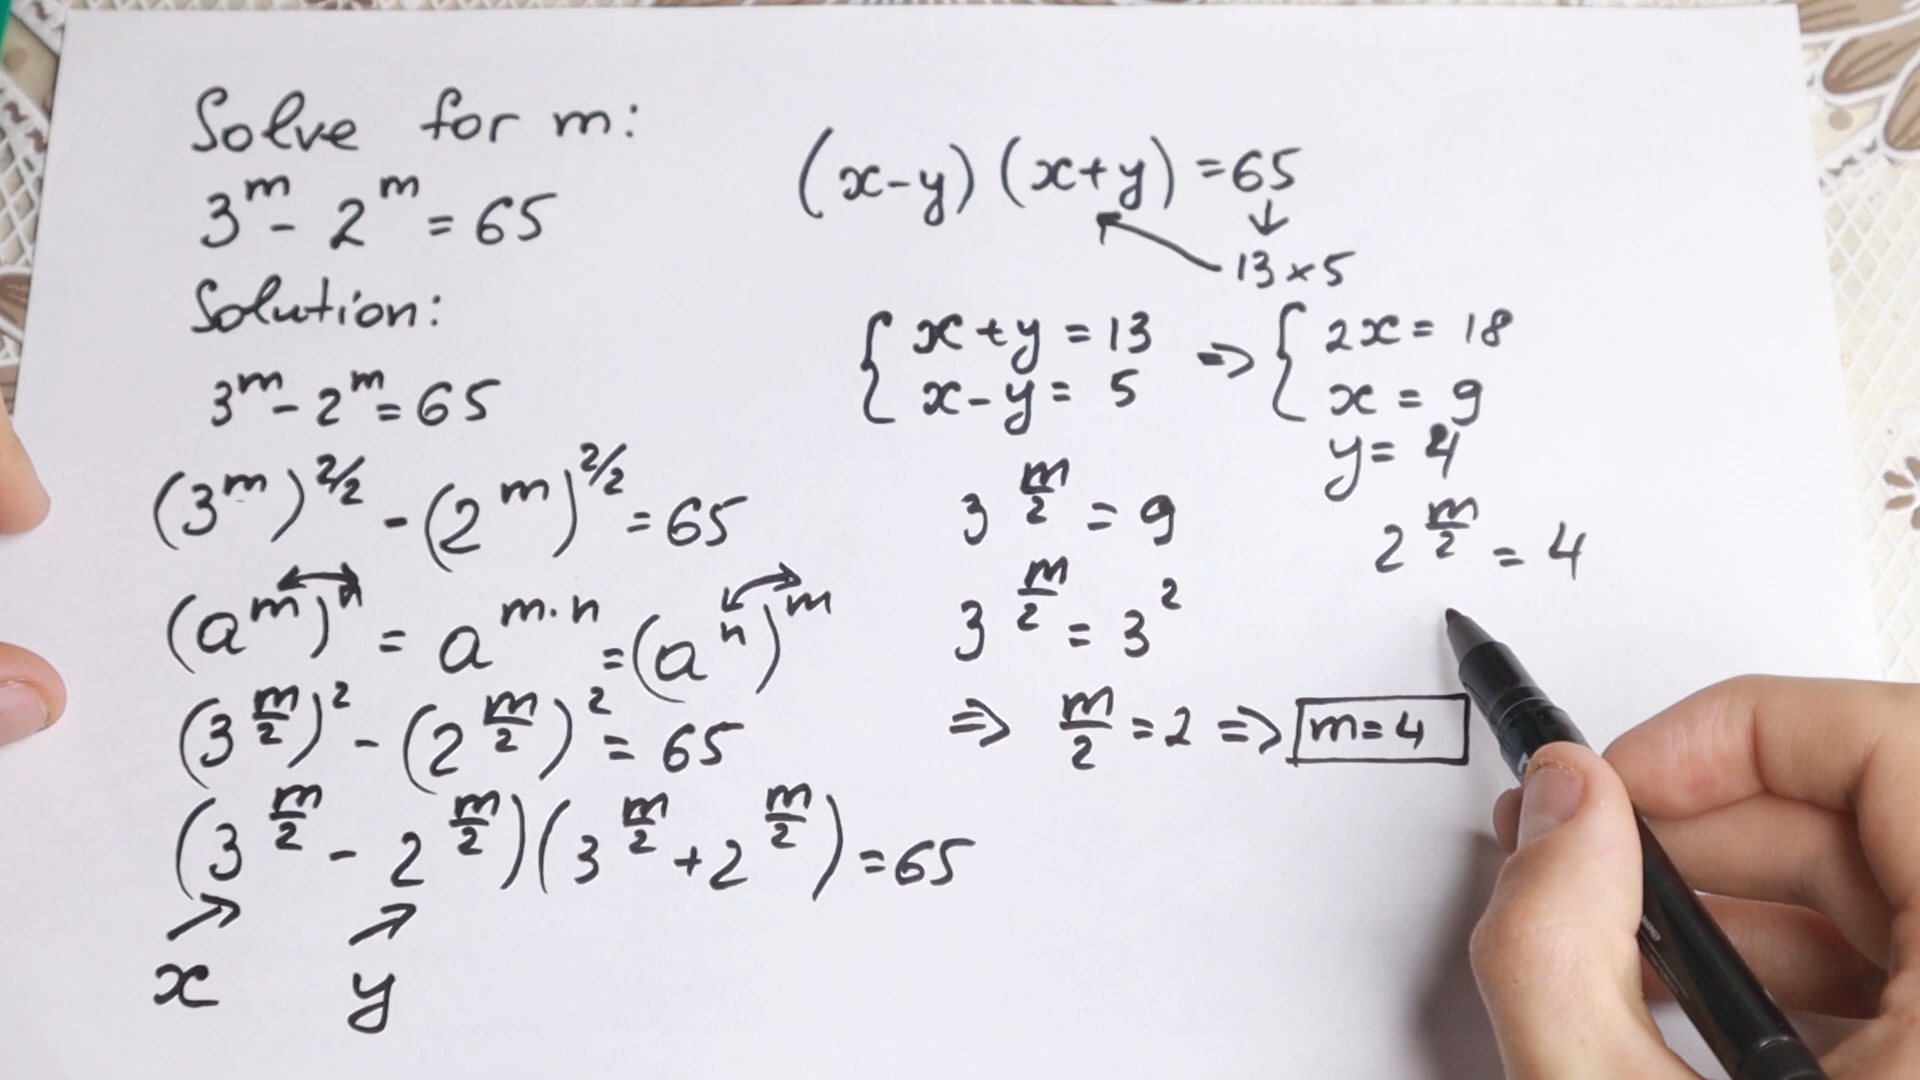 Solve for m:
3^m - 2^m = 65
Solution:
3^m - 2^m = 65
(3^m)^2/2 - (2^m)^2/2 = 65
(a^m)^n = a^m·n = (a^n)^m
(3^m/2)^2 - (2^m/2)^2 = 65
(3^m/2 - 2^m/2)(3^m/2 + 2^m/2) = 65
x y
(x-y)(x+y) = 65
13 × 5
{ x + y = 13 => { 2x = 18
x - y = 5 x = 9
y = 4
3^m/2 = 9 2^m/2 = 4
3^m/2 = 3^2
=> m/2 = 2 => m = 4